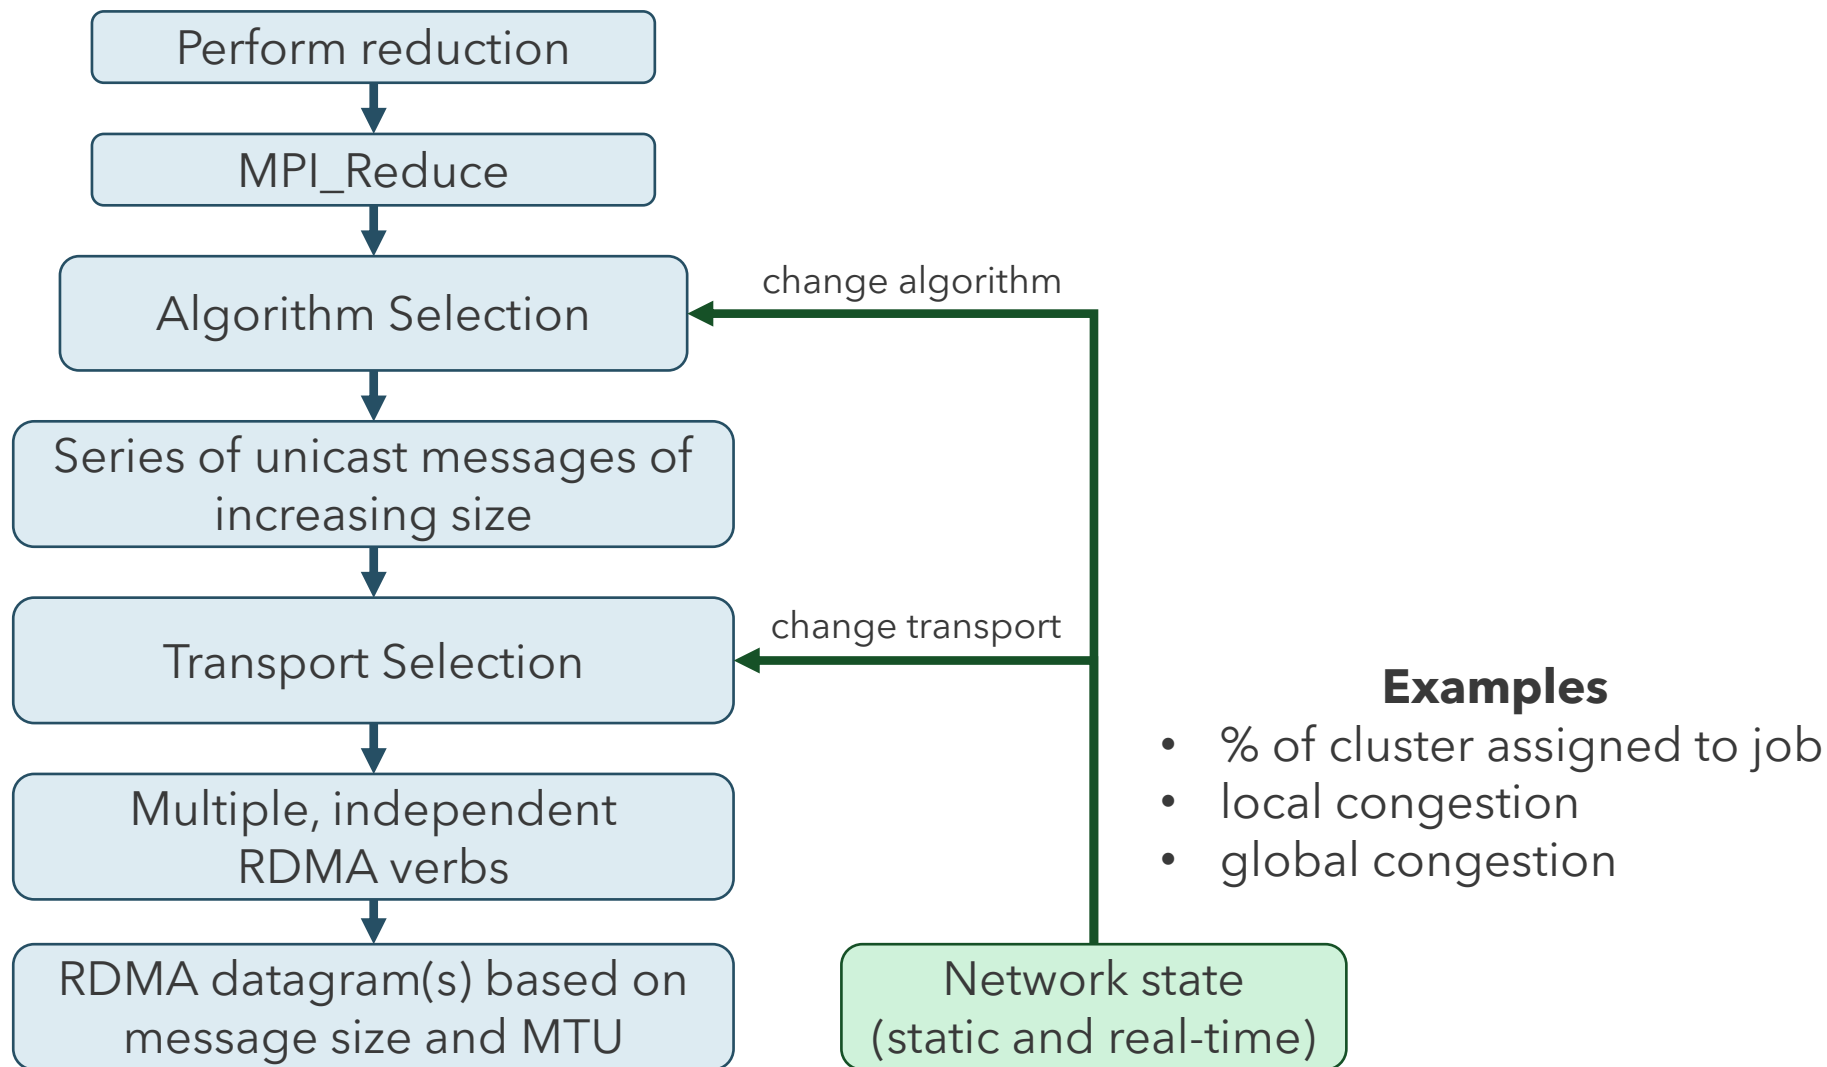 Perform reduction
MPI_Reduce
Algorithm Selection
change algorithm
Series of unicast messages of
increasing size
Transport Selection
change transport
Multiple, independent
RDMA verbs
RDMA datagram(s) based on
message size and MTU
Network state
(static and real-time)
Examples
• % of cluster assigned to job
• local congestion
• global congestion